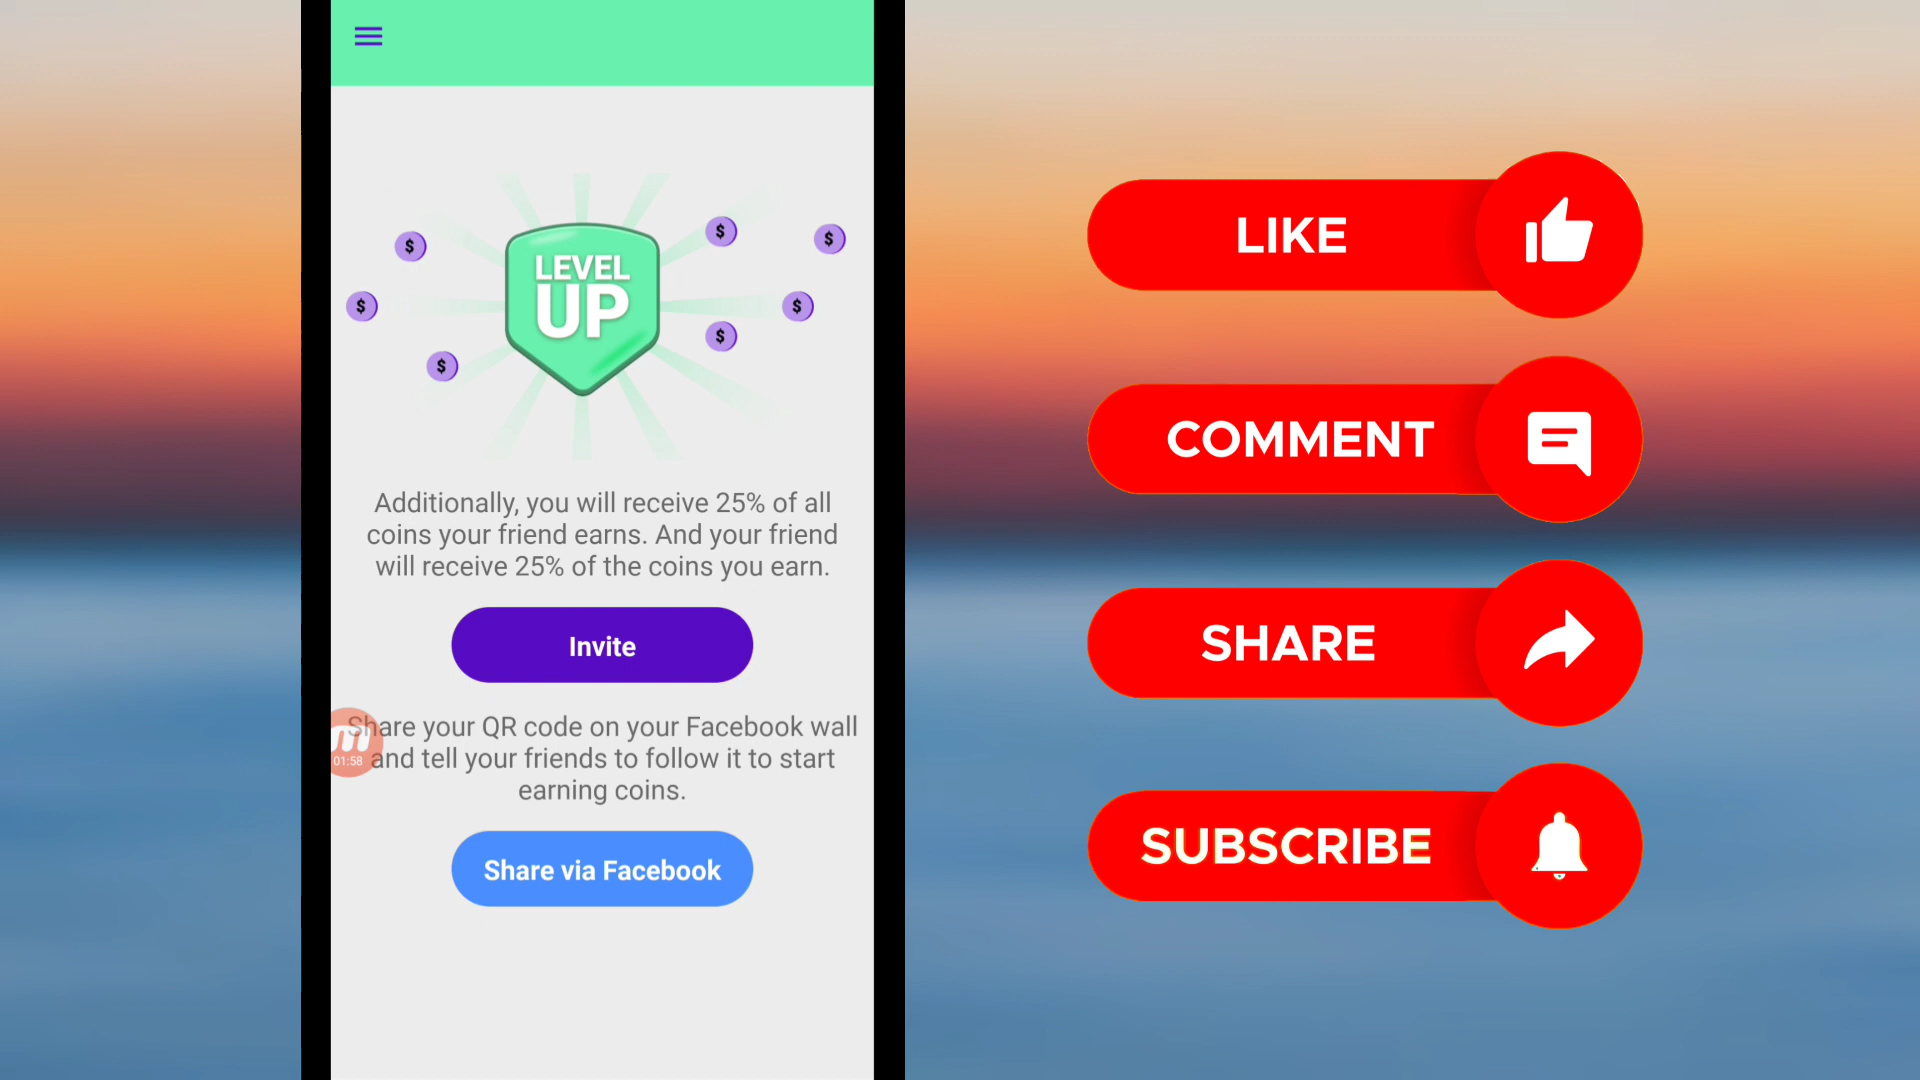 LEVEL
UP
$
$
$
$
$
$
$
Additionally, you will receive 25% of all
coins your friend earns. And your friend
will receive 25% of the coins you earn.
Invite
Share your QR code on your Facebook wall
and tell your friends to follow it to start
earning coins.
01:58
Share via Facebook
LIKE
COMMENT
SHARE
SUBSCRIBE